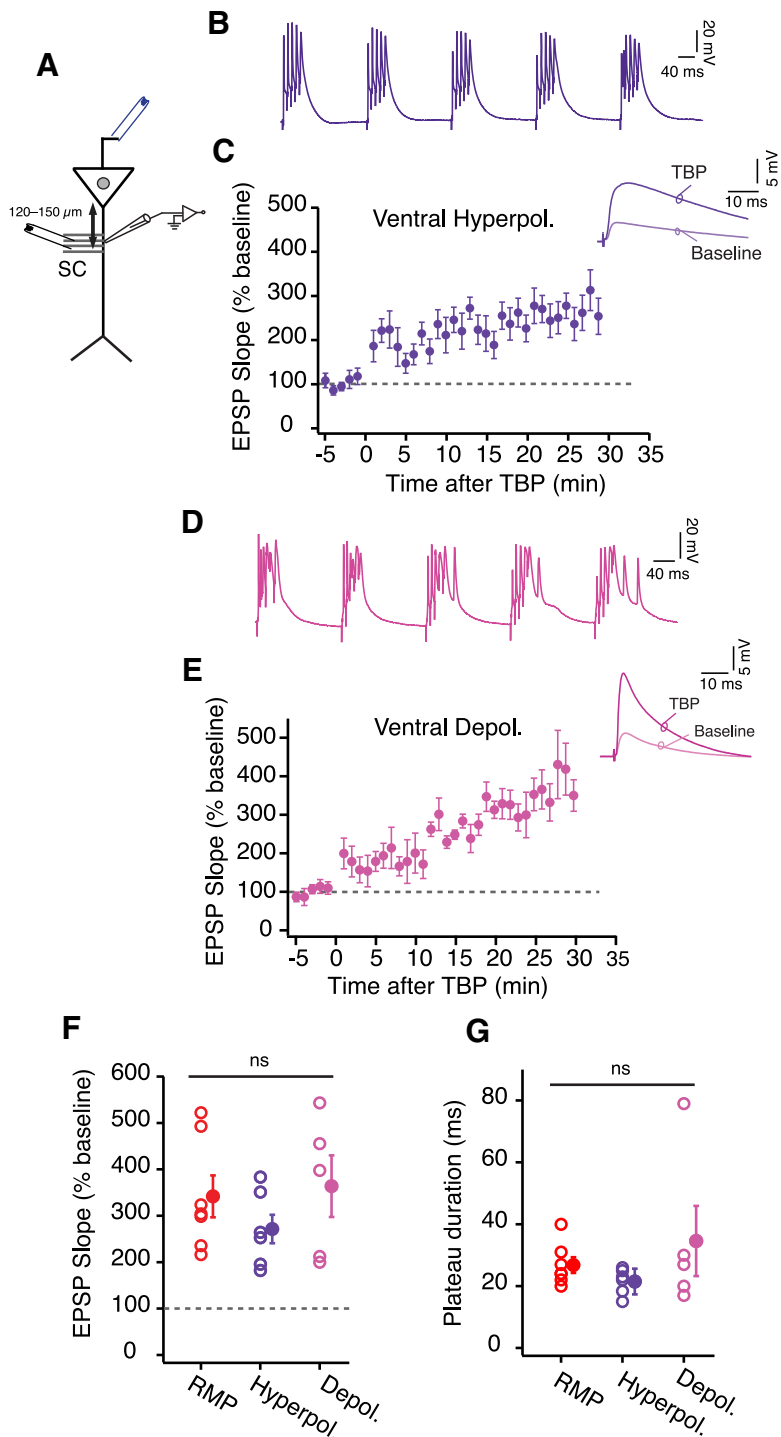 A
120–150 µm
SC
B
20 mV
40 ms
C
500
400
300
200
100
0
EPSP Slope (% baseline)
Ventral Hyperpol.
-5 0 5 10 15 20 25 30 35
Time after TBP (min)
5 mV
10 ms
TBP
Baseline
D
20 mV
40 ms
E
500
400
300
200
100
0
EPSP Slope (% baseline)
Ventral Depol.
-5 0 5 10 15 20 25 30 35
Time after TBP (min)
5 mV
10 ms
TBP
Baseline
F
ns
600
500
400
300
200
100
0
EPSP Slope (% baseline)
RMP
Hyperpol
Depol.
G
ns
80
60
40
20
0
Plateau duration (ms)
RMP
Hyperpol.
Depol.